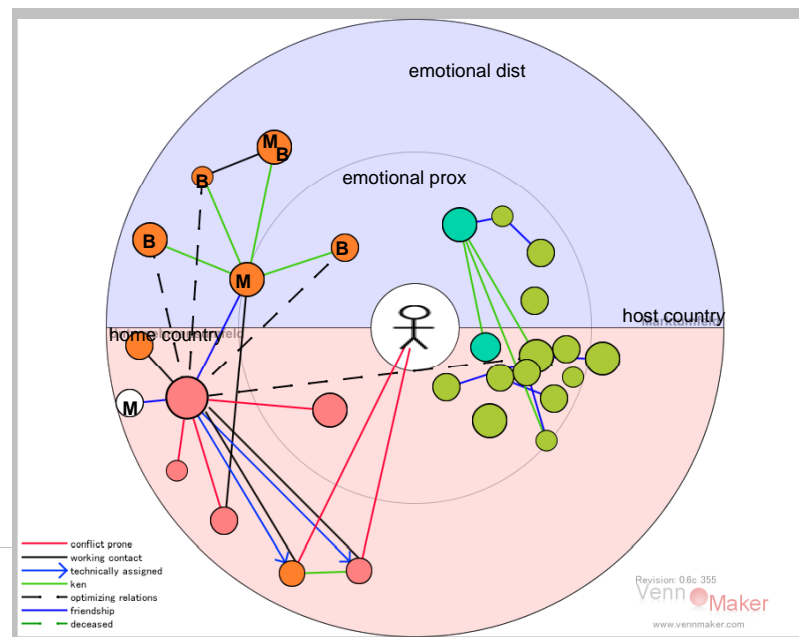 emotional dist
M
B
B
emotional prox
B
B
M
host country
home country
M
conflict prone
working contact
technically assigned
ken
optimizing relations
friendship
deceased
Revision: 0.6c 355
VennMaker
www.vennmaker.com